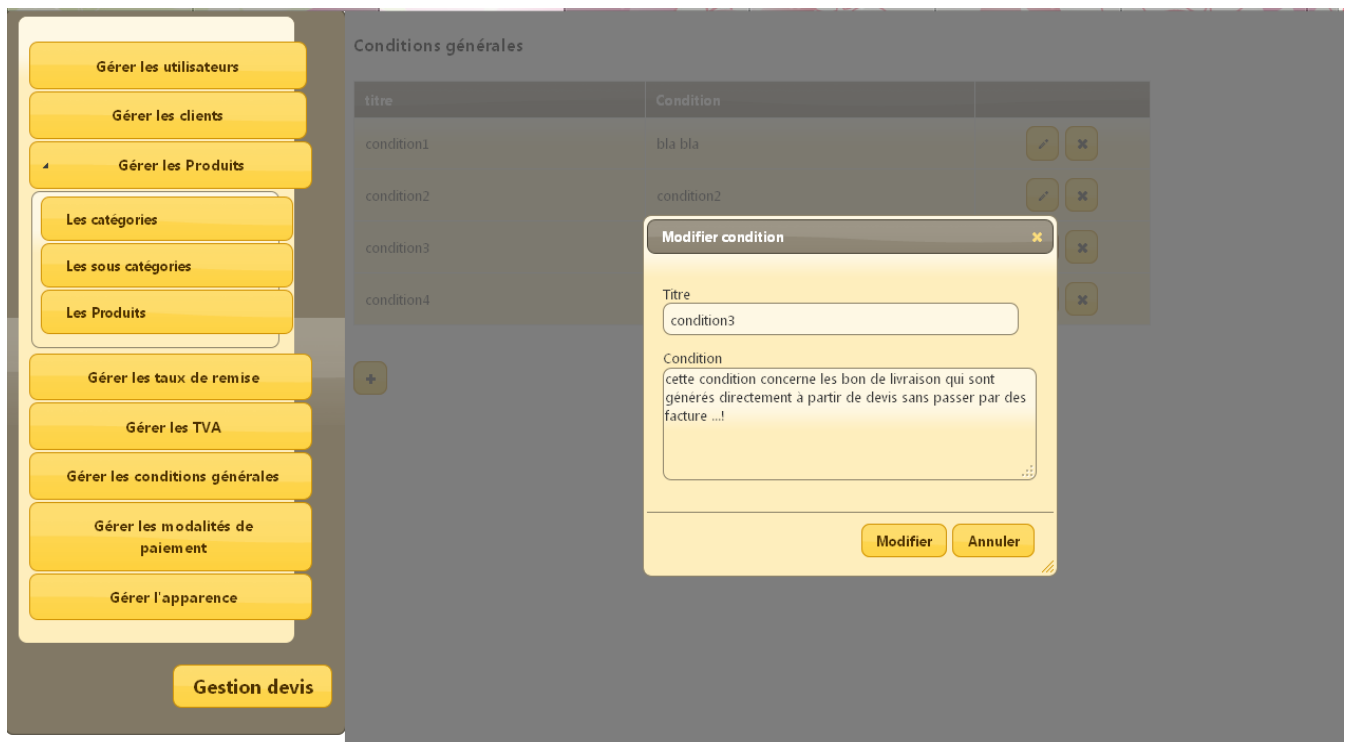 Gérer les utilisateurs
Gérer les clients
Gérer les Produits
Les catégories
Les sous catégories
Les Produits
Gérer les taux de remise
Gérer les TVA
Gérer les conditions générales
Gérer les modalités de
paiement
Gérer l'apparence
Gestion devis
Conditions générales
titre Condition
condition1 bla bla
condition2 condition2
condition3
condition4
Modifier condition
Titre
condition3
Condition
cette condition concerne les bon de livraison qui sont
générés directement à partir de devis sans passer par des
facture ...!
Modifier Annuler